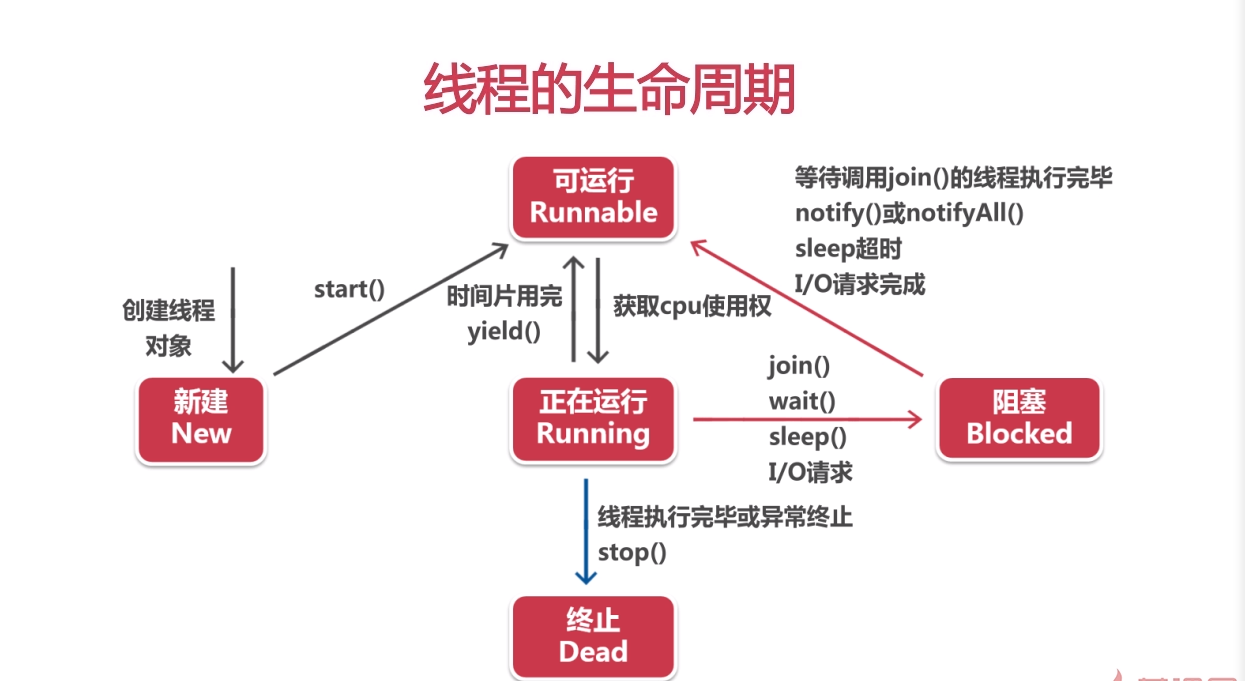 线程的生命周期
可运行
Runnable
等待调用join()的线程执行完毕
notify()或notifyAll()
sleep超时
I/O请求完成
start()
创建线程
对象
时间片用完
yield()
获取cpu使用权
新建
New
正在运行
Running
join()
wait()
sleep()
I/O请求
阻塞
Blocked
线程执行完毕或异常终止
stop()
终止
Dead